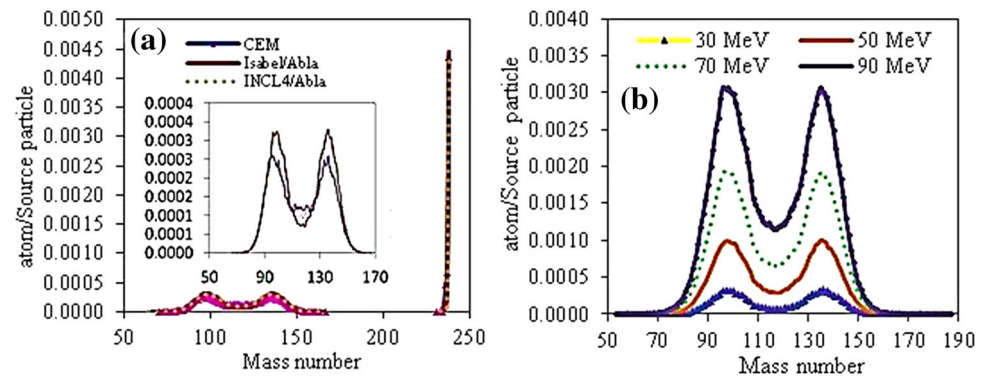 (a)
CEM
Isabel/Abla
INCL4/Abla
0.0050
0.0045
0.0040
0.0035
0.0030
0.0025
0.0020
0.0015
0.0010
0.0005
0.0000
atom/Source particle
0.0004
0.0004
0.0003
0.0003
0.0002
0.0002
0.0001
0.0001
0.0000
50 90 130 170
50 100 150 200 250
Mass number
(b)
30 MeV 50 MeV
70 MeV 90 MeV
0.0040
0.0035
0.0030
0.0025
0.0020
0.0015
0.0010
0.0005
0.0000
atom/Source particle
50 70 90 110 130 150 170 190
Mass number